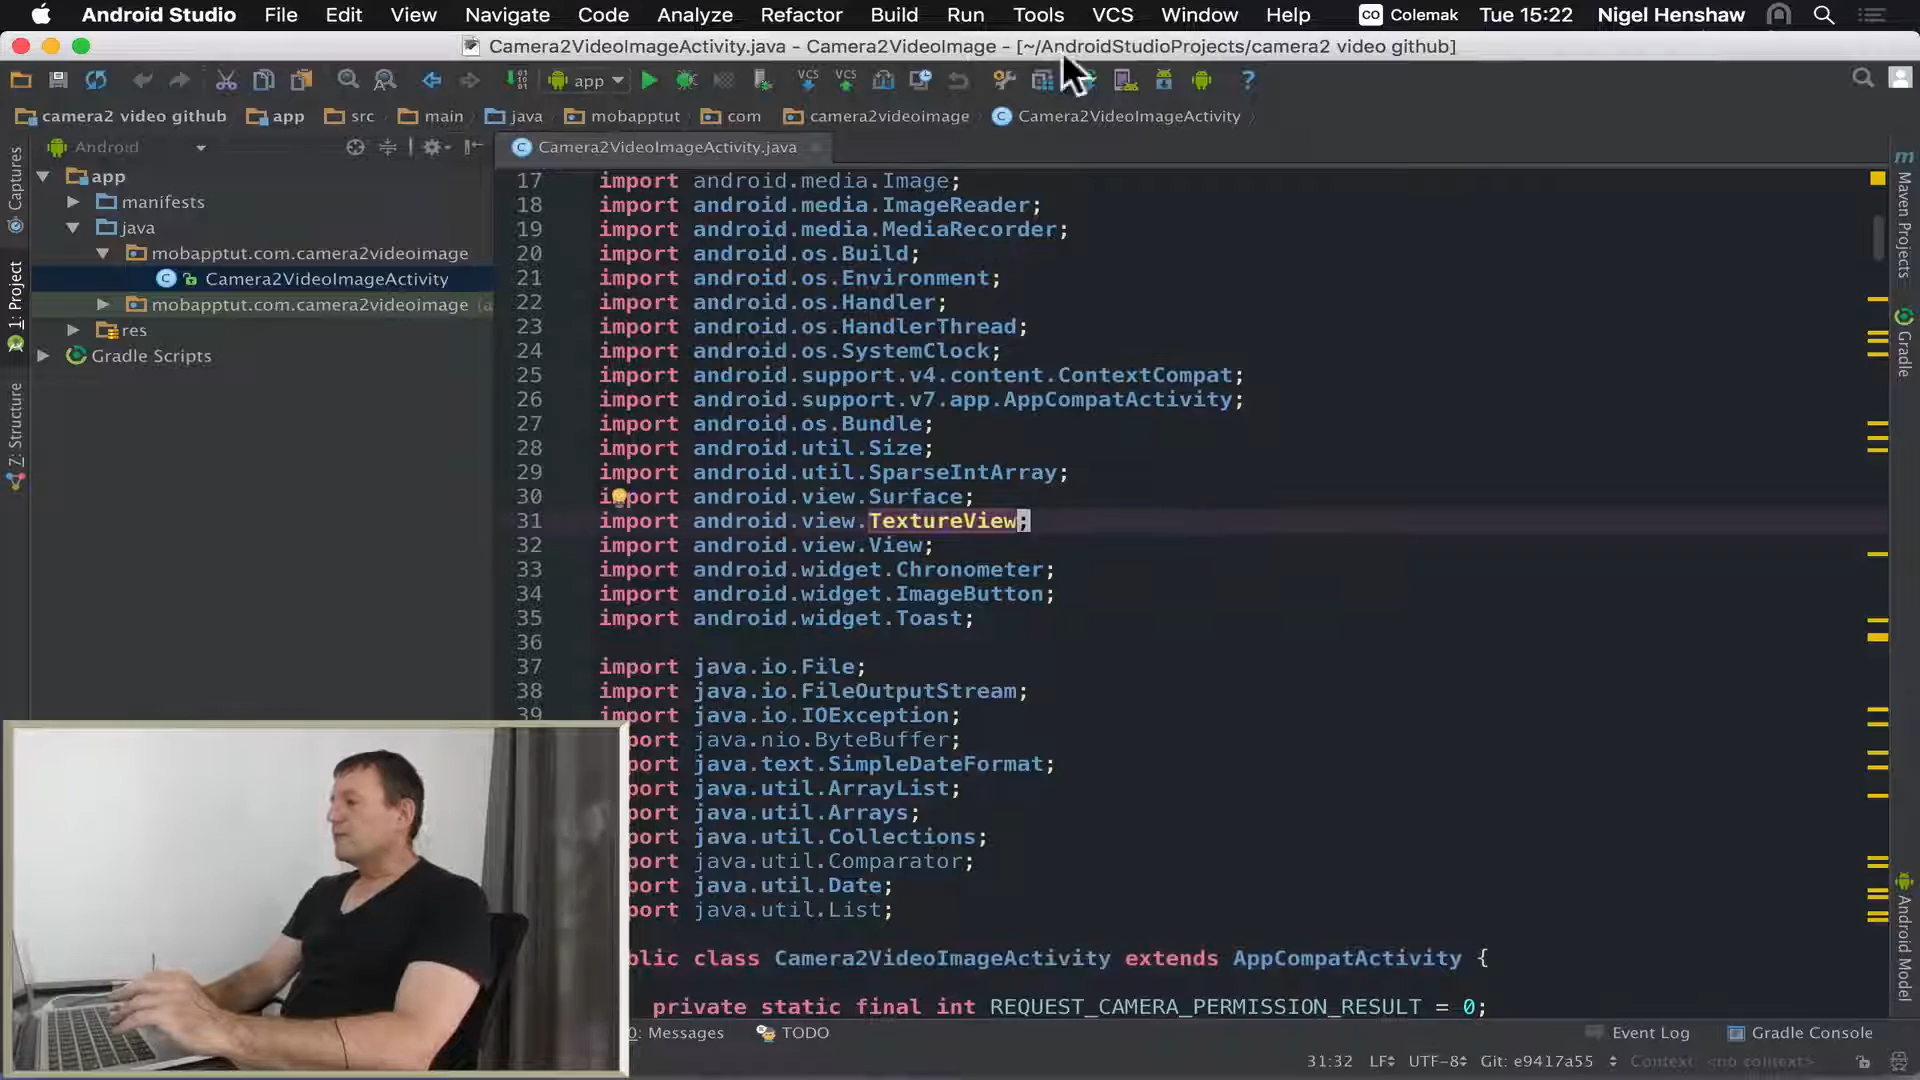 Android Studio File Edit View Navigate Code Analyze Refactor Build Run Tools VCS Window Help CO Colemak Tue 15:22 Nigel Henshaw
Camera2VideoImageActivity.java - Camera2VideoImage - [~/AndroidStudioProjects/camera2 video github]
app VCS VCS ?
camera2 video github app src main java mobapptut com camera2videoimage C Camera2VideoImageActivity
Android
C Camera2VideoImageActivity.java
app
manifests
java
mobapptut.com.camera2videoimage
C Camera2VideoImageActivity
mobapptut.com.camera2videoimage (a
res
Gradle Scripts
Captures
1: Project
7: Structure
17 import android.media.Image;
18 import android.media.ImageReader;
19 import android.media.MediaRecorder;
20 import android.os.Build;
21 import android.os.Environment;
22 import android.os.Handler;
23 import android.os.HandlerThread;
24 import android.os.SystemClock;
25 import android.support.v4.content.ContextCompat;
26 import android.support.v7.app.AppCompatActivity;
27 import android.os.Bundle;
28 import android.util.Size;
29 import android.util.SparseIntArray;
30 import android.view.Surface;
31 import android.view.TextureView;
32 import android.view.View;
33 import android.widget.Chronometer;
34 import android.widget.ImageButton;
35 import android.widget.Toast;
36
37 import java.io.File;
38 import java.io.FileOutputStream;
39 import java.io.IOException;
port java.nio.ByteBuffer;
port java.text.SimpleDateFormat;
port java.util.ArrayList;
port java.util.Arrays;
port java.util.Collections;
port java.util.Comparator;
port java.util.Date;
port java.util.List;
blic class Camera2VideoImageActivity extends AppCompatActivity {
private static final int REQUEST_CAMERA_PERMISSION_RESULT = 0;
m Maven Projects
Gradle
Android Model
0: Messages TODO Event Log Gradle Console
31:32 LF UTF-8 Git: e9417a55 Context: <no context>